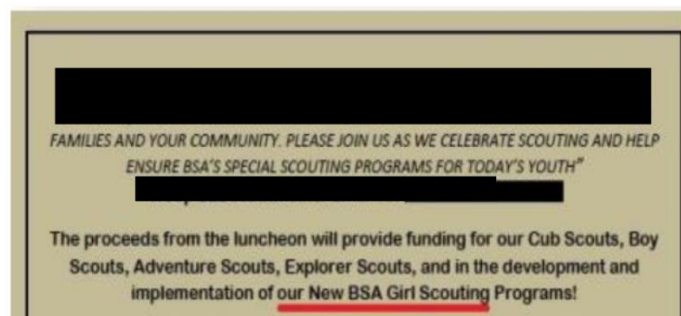 FAMILIES AND YOUR COMMUNITY. PLEASE JOIN US AS WE CELEBRATE SCOUTING AND HELP
ENSURE BSA'S SPECIAL SCOUTING PROGRAMS FOR TODAY'S YOUTH"
The proceeds from the luncheon will provide funding for our Cub Scouts, Boy
Scouts, Adventure Scouts, Explorer Scouts, and in the development and
implementation of our New BSA Girl Scouting Programs!